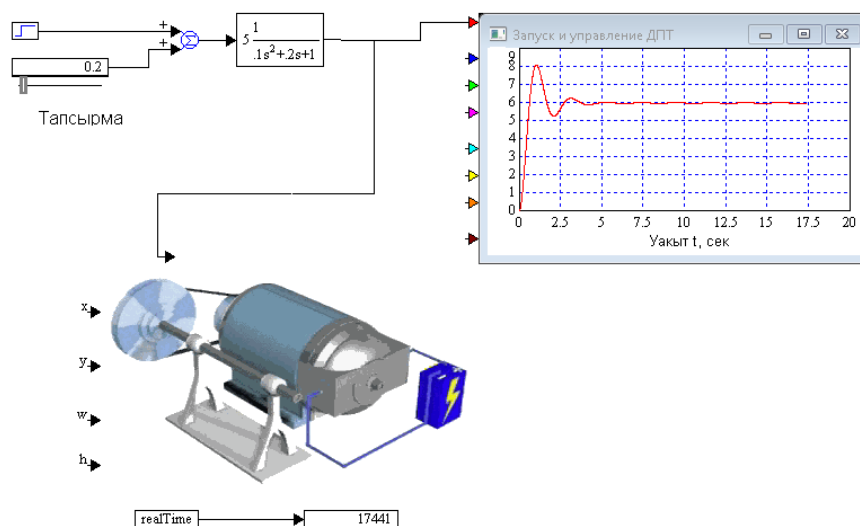 +
+
0.2
Тапсырма
5
1
.1s²+.2s+1
Запуск и управление ДПТ
9
8
7
6
5
4
3
2
1
0
0 2.5 5 7.5 10 12.5 15 17.5 20
Уакыт t, сек
x
y
w
h
realTime
17441